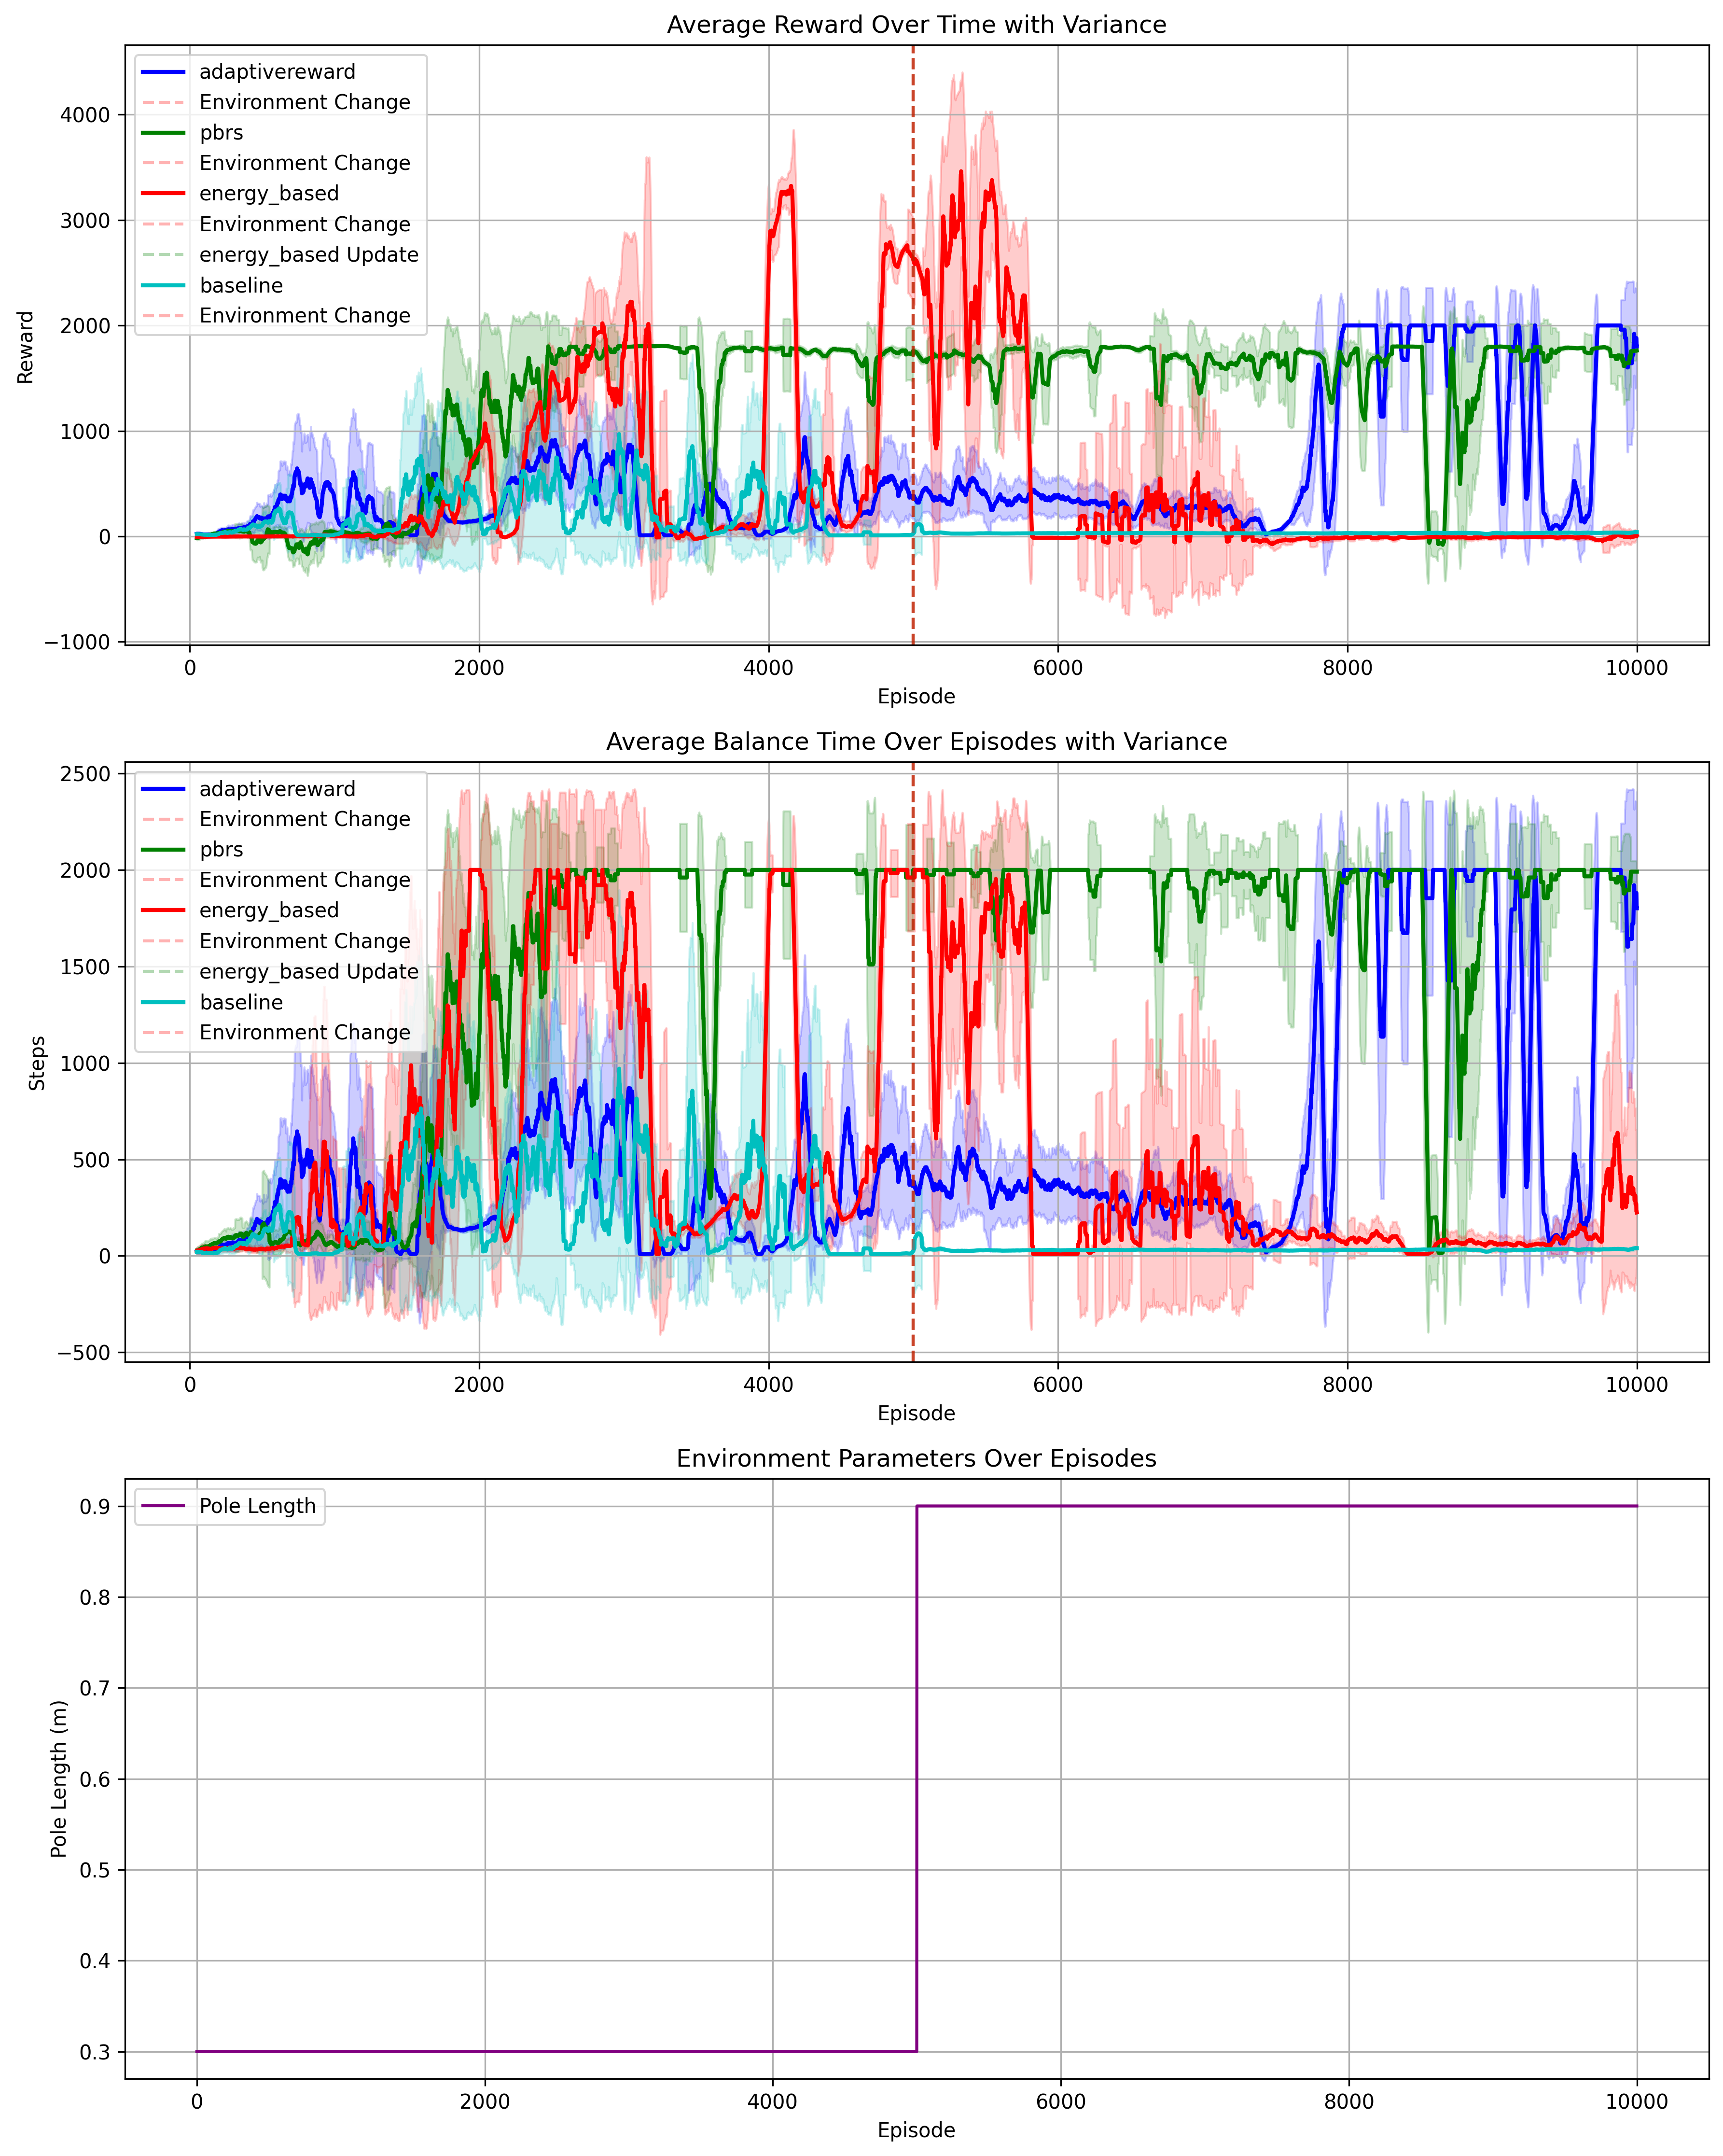 Average Reward Over Time with Variance
adaptivereward
Environment Change
pbrs
Environment Change
energy_based
Environment Change
energy_based Update
baseline
Environment Change
4000
3000
2000
1000
0
−1000
Reward
0 2000 4000 6000 8000 10000
Episode
Average Balance Time Over Episodes with Variance
adaptivereward
Environment Change
pbrs
Environment Change
energy_based
Environment Change
energy_based Update
baseline
Environment Change
2500
2000
1500
1000
500
0
−500
Steps
0 2000 4000 6000 8000 10000
Episode
Environment Parameters Over Episodes
Pole Length
0.9
0.8
0.7
0.6
0.5
0.4
0.3
Pole Length (m)
0 2000 4000 6000 8000 10000
Episode